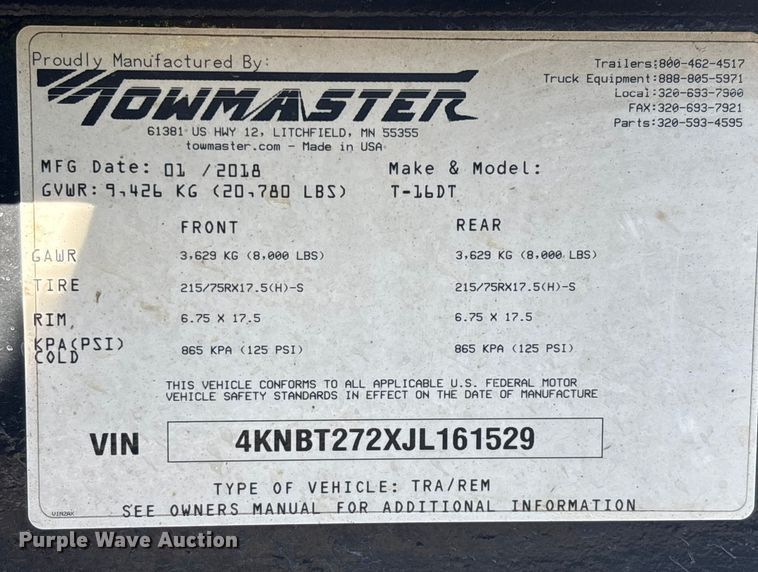 Proudly Manufactured By:
TOWMASTER
61381 US HWY 12, LITCHFIELD, MN 55355
towmaster.com - Made in USA
Trailers:800-462-4517
Truck Equipment:888-805-5971
Local:320-693-7900
FAX:320-693-7921
Parts:320-593-4595
MFG Date: 01 /2018 Make & Model:
GVWR: 9,426 KG (20,780 LBS) T-16DT
FRONT REAR
GAWR 3,629 KG (8,000 LBS) 3,629 KG (8,000 LBS)
TIRE 215/75RX17.5(H)-S 215/75RX17.5(H)-S
RIM 6.75 X 17.5 6.75 X 17.5
KPA(PSI)
COLD 865 KPA (125 PSI) 865 KPA (125 PSI)
THIS VEHICLE CONFORMS TO ALL APPLICABLE U.S. FEDERAL MOTOR
VEHICLE SAFETY STANDARDS IN EFFECT ON THE DATE OF MANUFACTURE
VIN 4KNBT272XJL161529
TYPE OF VEHICLE: TRA/REM
SEE OWNERS MANUAL FOR ADDITIONAL INFORMATION
Purple Wave Auction